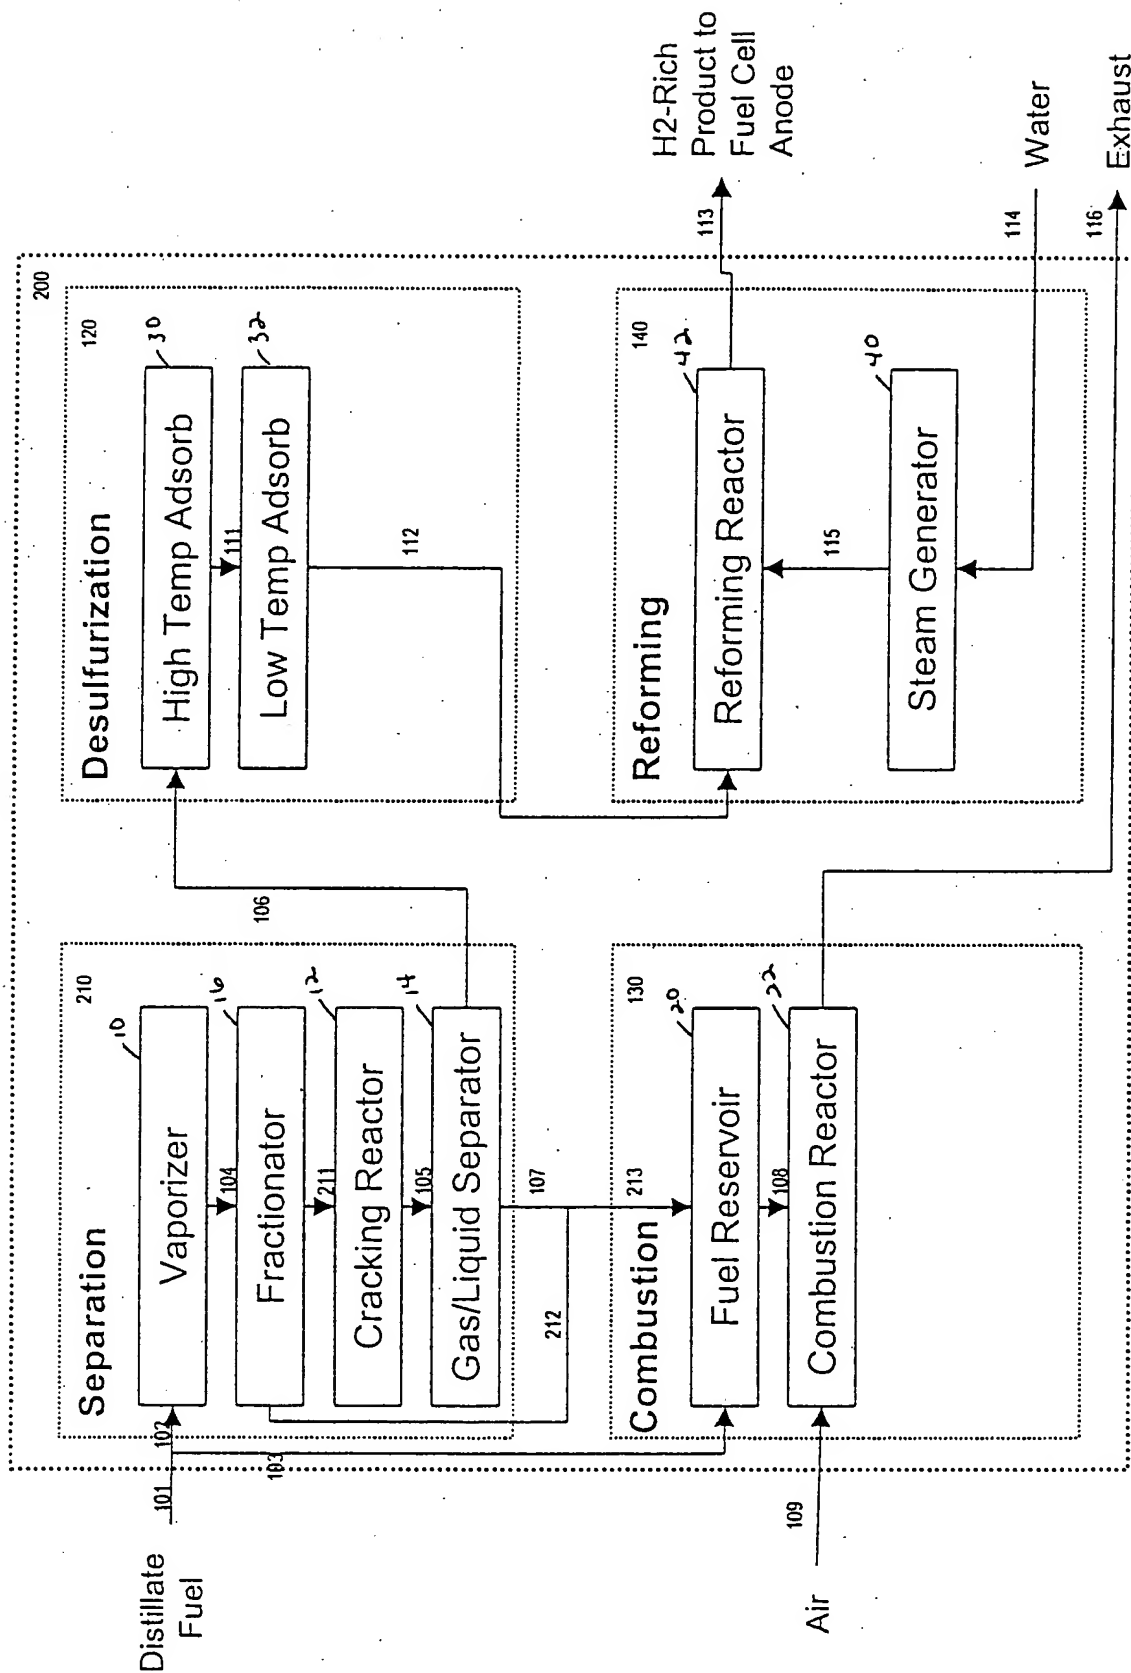 200
Separation
210
10
Vaporizer
104
16
Fractionator
211
12
Cracking Reactor
105
14
Gas/Liquid Separator
106
107
212
Distillate
Fuel
101
102
103
Desulfurization
120
30
High Temp Adsorb
111
32
Low Temp Adsorb
112
Combustion
130
213
20
Fuel Reservoir
108
22
Combustion Reactor
Air
109
Reforming
140
42
Reforming Reactor
115
40
Steam Generator
113
H2-Rich
Product to
Fuel Cell
Anode
114
Water
116
Exhaust